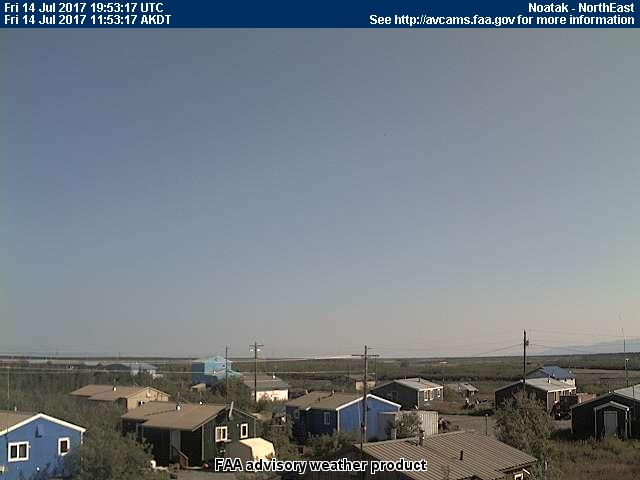 Fri 14 Jul 2017 19:53:17 UTC Noatak - NorthEast
Fri 14 Jul 2017 11:53:17 AKDT See http://avcams.faa.gov for more information
FAA advisory weather product